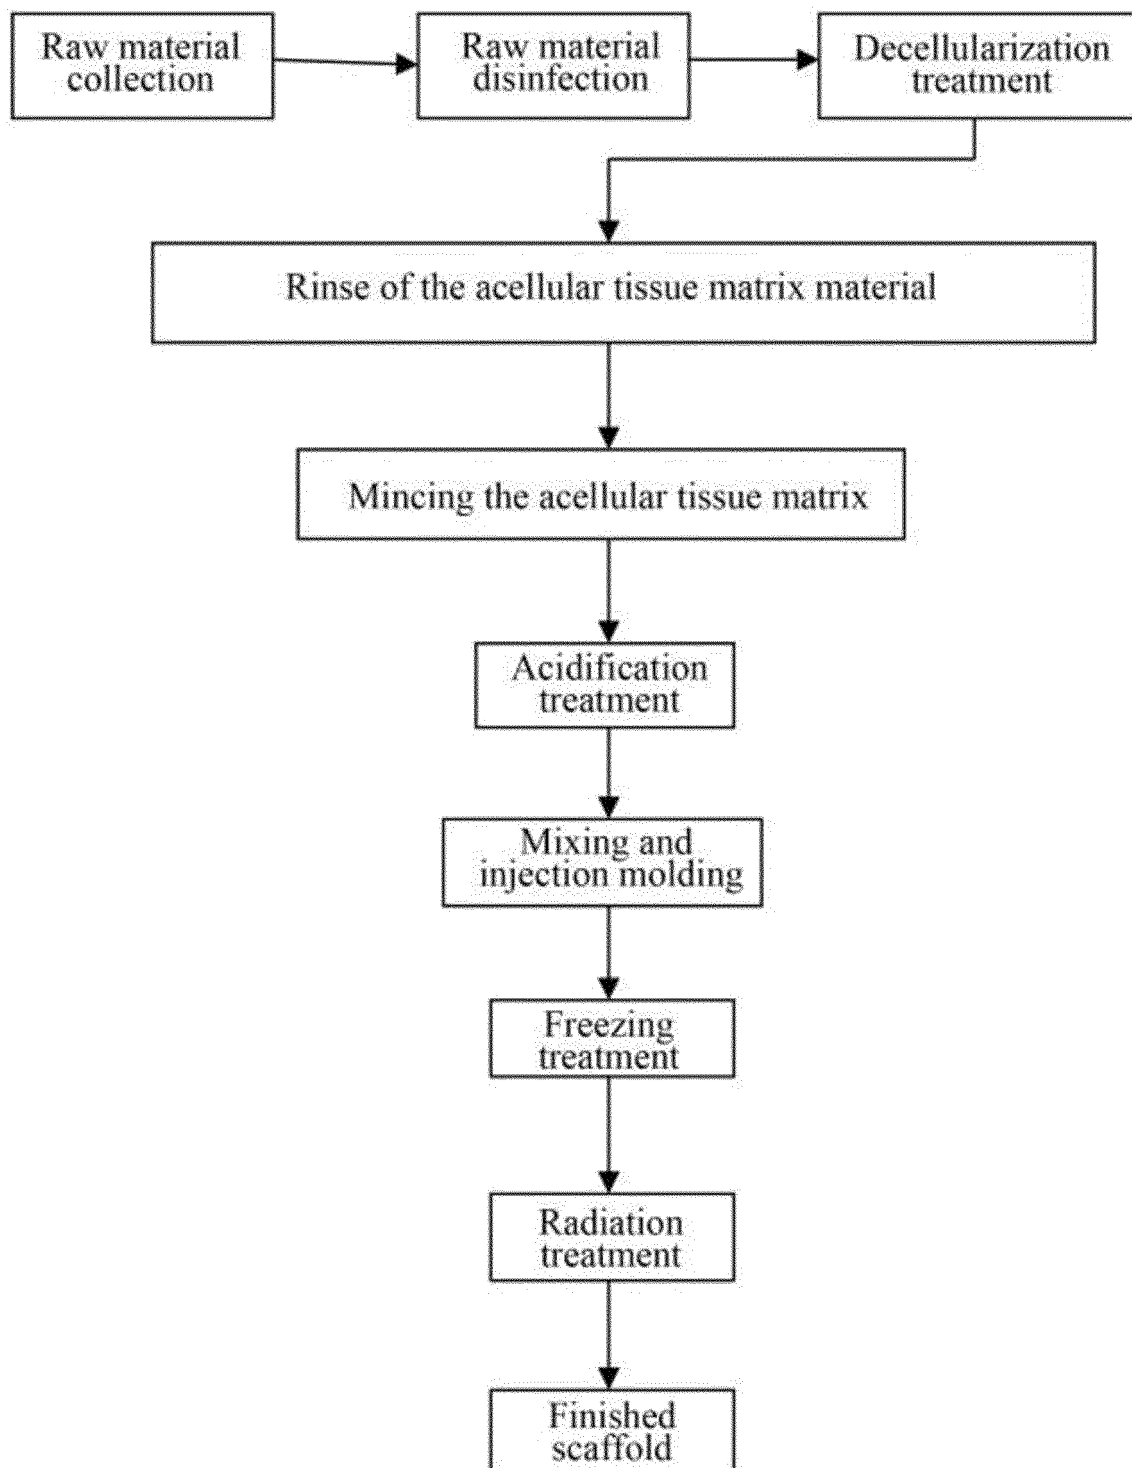 Raw material
collection
Raw material
disinfection
Decellularization
treatment
Rinse of the acellular tissue matrix material
Mincing the acellular tissue matrix
Acidification
treatment
Mixing and
injection molding
Freezing
treatment
Radiation
treatment
Finished
scaffold